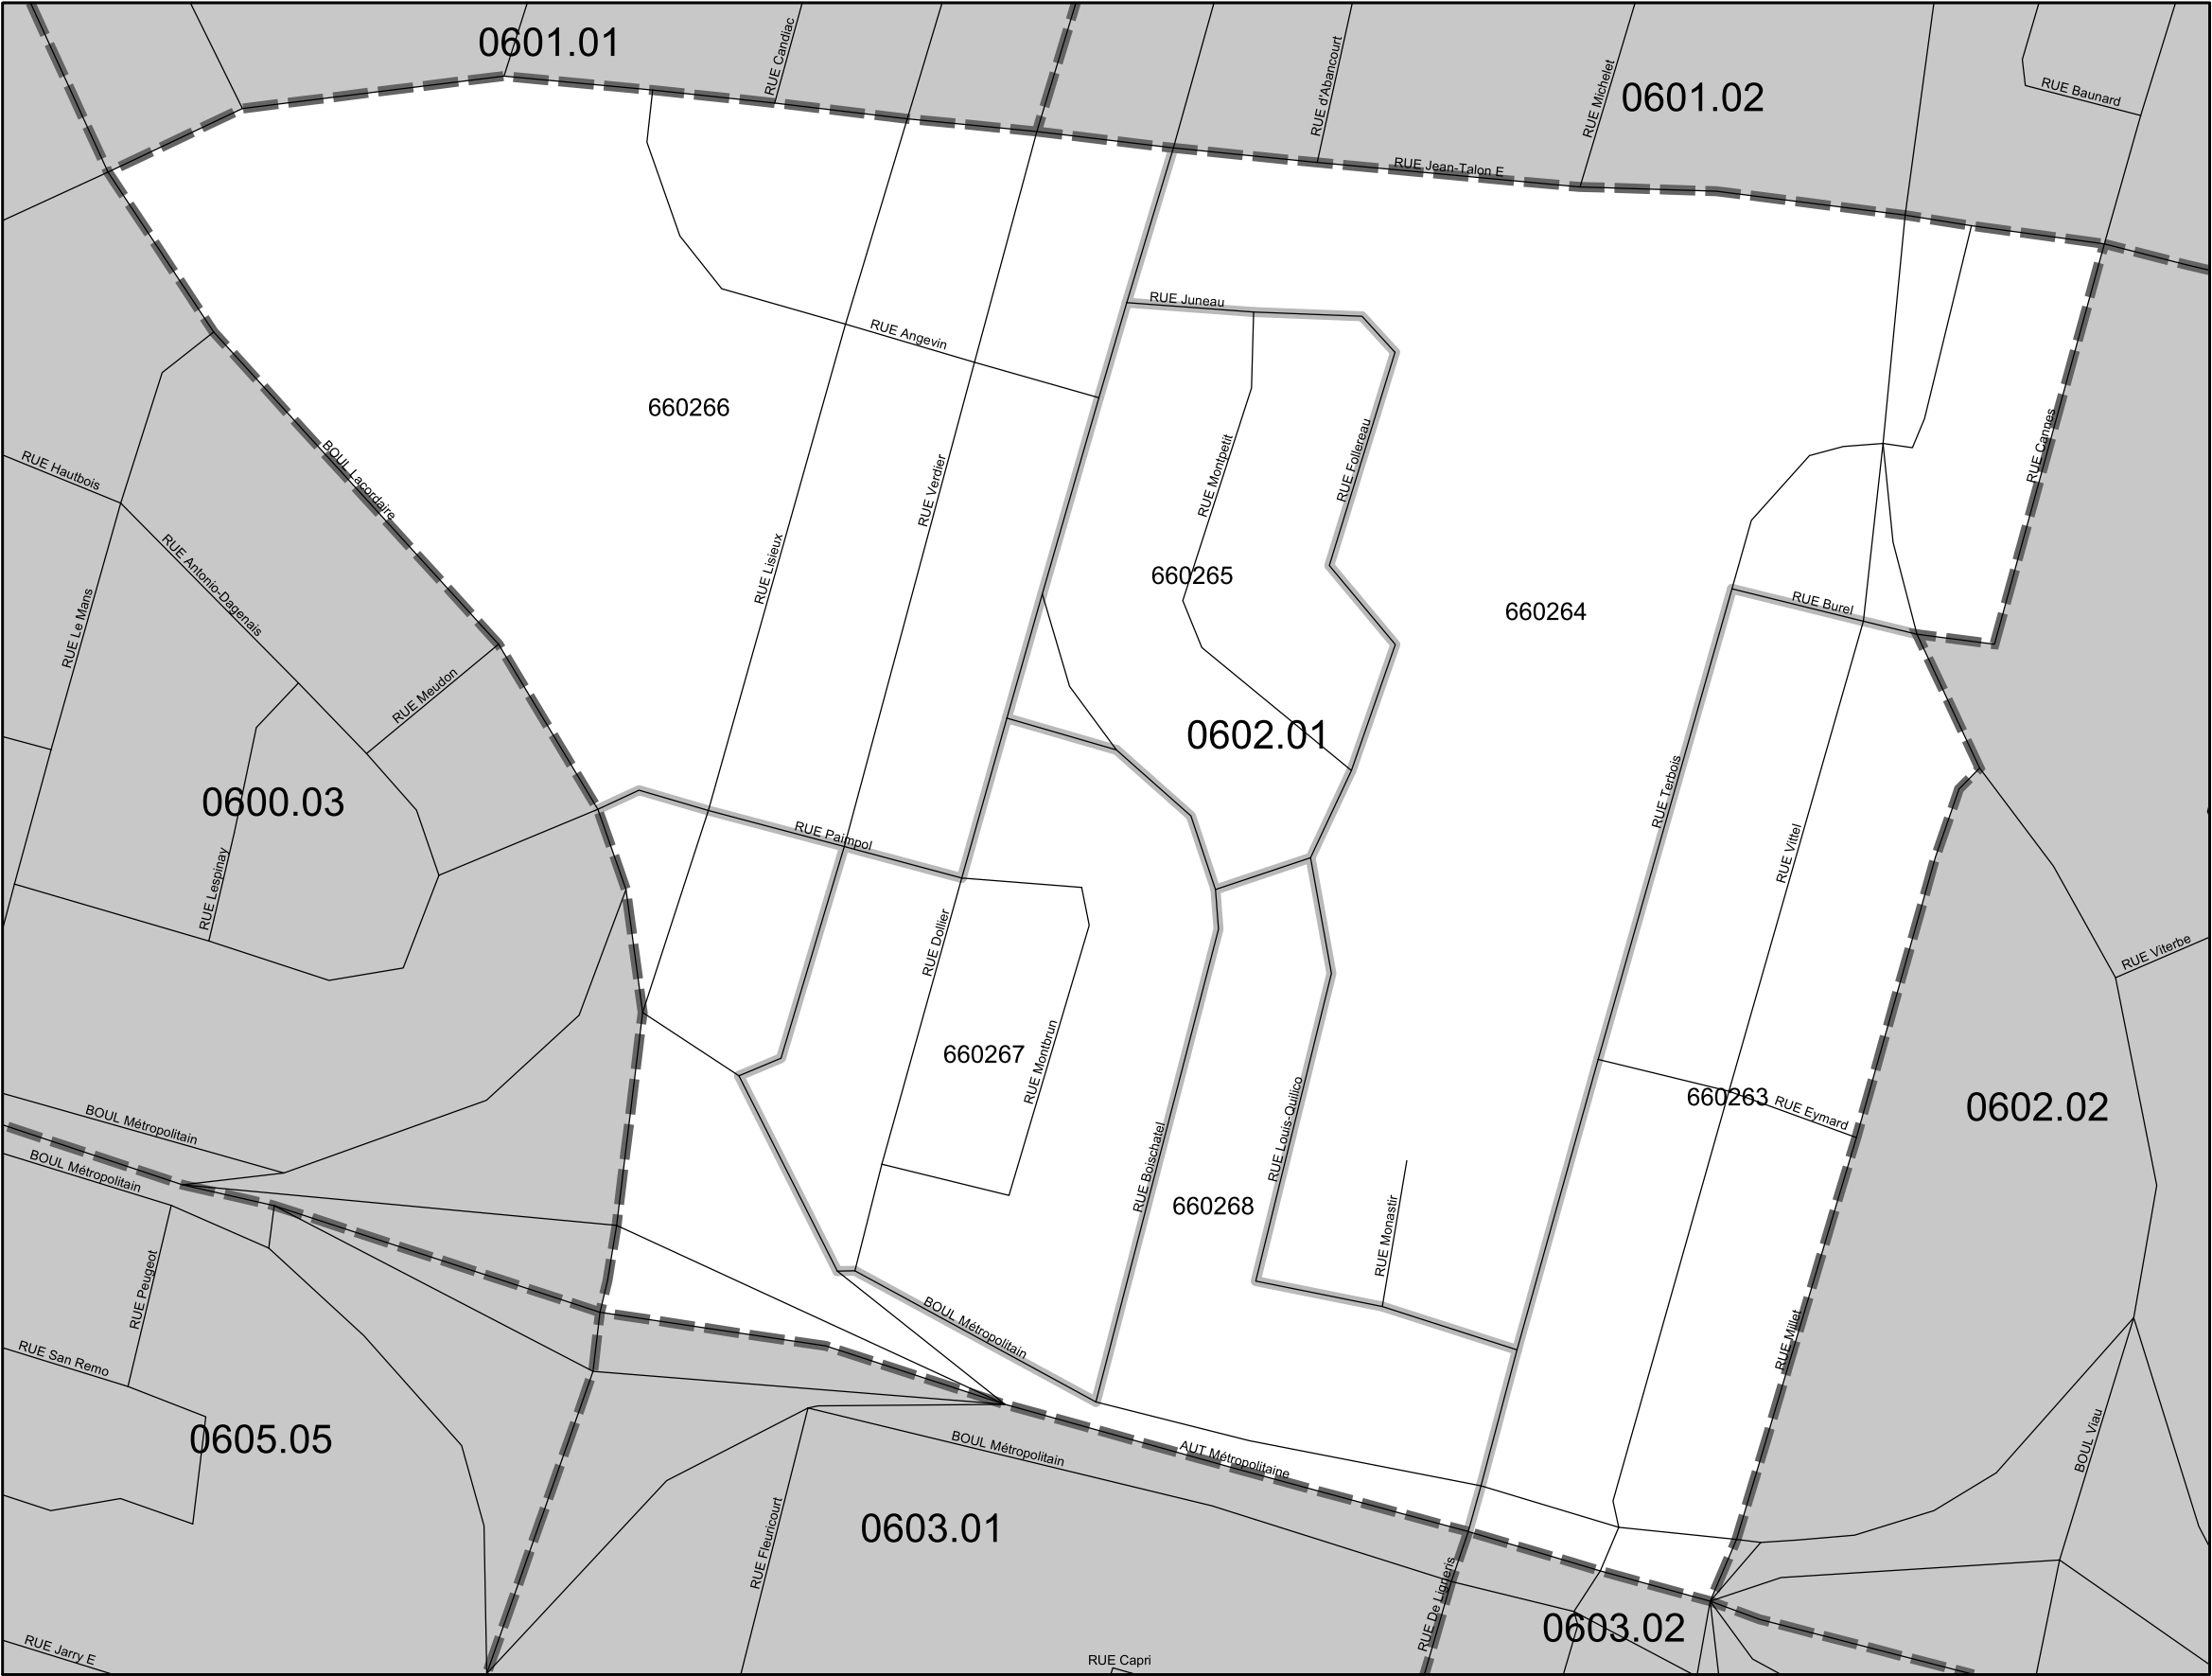 0601.01
RUE Candiac
RUE d'Abancourt
RUE Michelet
0601.02
RUE Baunard
RUE Jean-Talon E
RUE Juneau
RUE Angevin
660266
BOUL Lacordaire
RUE Hautbois
RUE Antonio-Dagenais
RUE Le Mans
RUE Meudon
RUE Lisieux
RUE Verdier
RUE Montpetit
RUE Follereau
RUE Cannes
660265
660264
RUE Burel
0602.01
0600.03
RUE Lespinay
RUE Paimpol
RUE Terbois
RUE Vittel
RUE Dollier
RUE Viterbe
660267
RUE Montbrun
660263
RUE Eymard
0602.02
BOUL Métropolitain
BOUL Métropolitain
RUE Boischatel
RUE Louis-Quilico
660268
RUE Monastir
RUE Peugeot
BOUL Métropolitain
RUE San Remo
RUE Millet
0605.05
BOUL Métropolitain
AUT Métropolitaine
BOUL Viau
RUE Fleuricourt
0603.01
RUE De Ligneris
0603.02
RUE Jarry E
RUE Capri